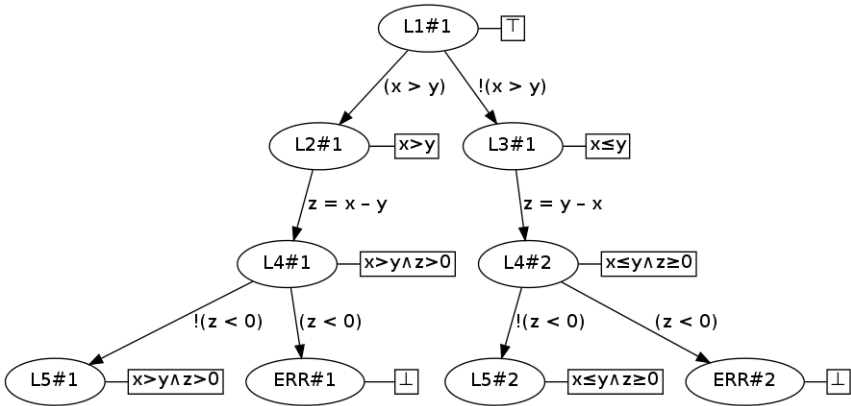 L1#1 ⊤
(x > y) !(x > y)
L2#1 x>y L3#1 x≤y
z = x – y z = y – x
L4#1 x>y∧z>0 L4#2 x≤y∧z≥0
!(z < 0) (z < 0) !(z < 0) (z < 0)
L5#1 x>y∧z>0 ERR#1 ⊥ L5#2 x≤y∧z≥0 ERR#2 ⊥